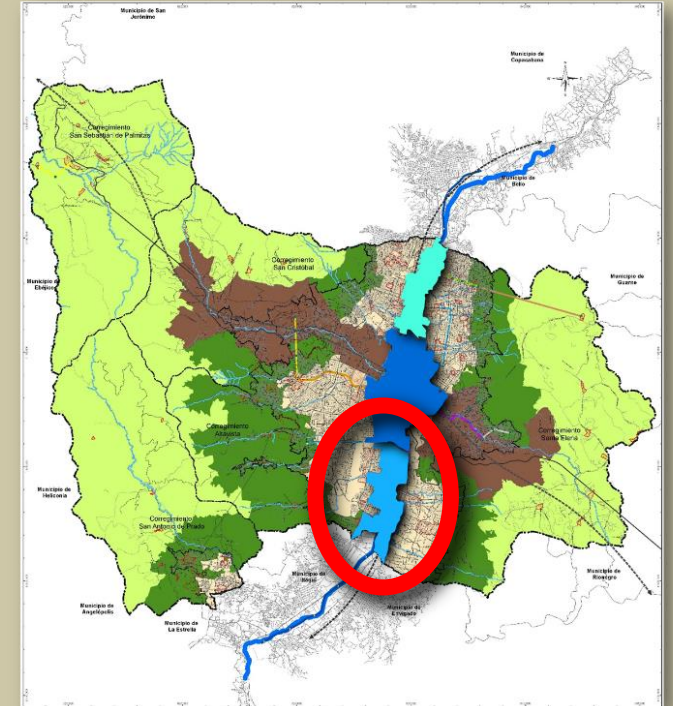 Municipio de San
Jerónimo
Municipio de
Copacabana
Corregimiento
San Sebastián de Palmitas
Municipio de
Bello
Corregimiento
San Cristóbal
Municipio de
Ebéjico
Municipio de
Guarne
Corregimiento
Altavista
Corregimiento
Santa Elena
Municipio de
Heliconia
Corregimiento
San Antonio de Prado
Municipio de
Itagüí
Municipio de
Rionegro
Municipio de
Envigado
Municipio de
Angelópolis
Municipio de
La Estrella